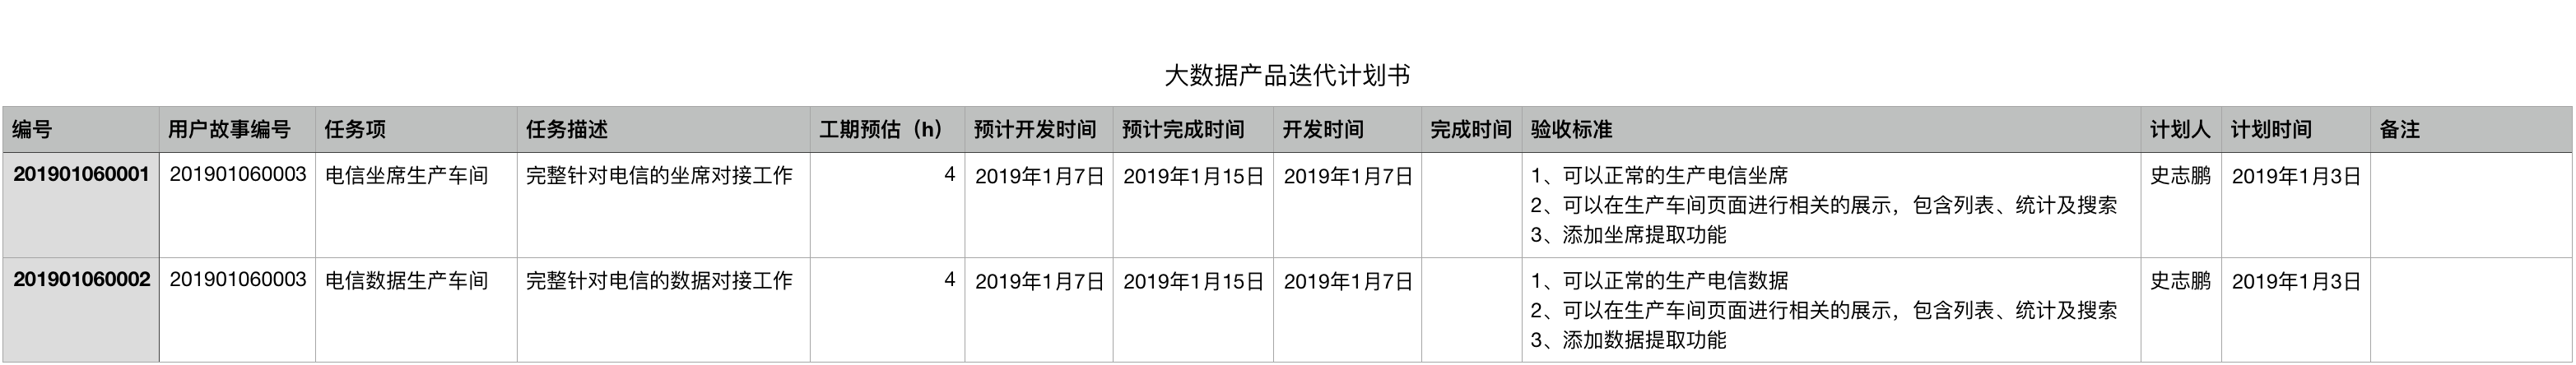 大数据产品迭代计划书
编号 用户故事编号 任务项 任务描述 工期预估（h） 预计开发时间 预计完成时间 开发时间 完成时间 验收标准 计划人 计划时间 备注
201901060001 201901060003 电信坐席生产车间 完整针对电信的坐席对接工作 4 2019年1月7日 2019年1月15日 2019年1月7日 1、可以正常的生产电信坐席 史志鹏 2019年1月3日
2、可以在生产车间页面进行相关的展示，包含列表、统计及搜索
3、添加坐席提取功能
201901060002 201901060003 电信数据生产车间 完整针对电信的数据对接工作 4 2019年1月7日 2019年1月15日 2019年1月7日 1、可以正常的生产电信数据 史志鹏 2019年1月3日
2、可以在生产车间页面进行相关的展示，包含列表、统计及搜索
3、添加数据提取功能